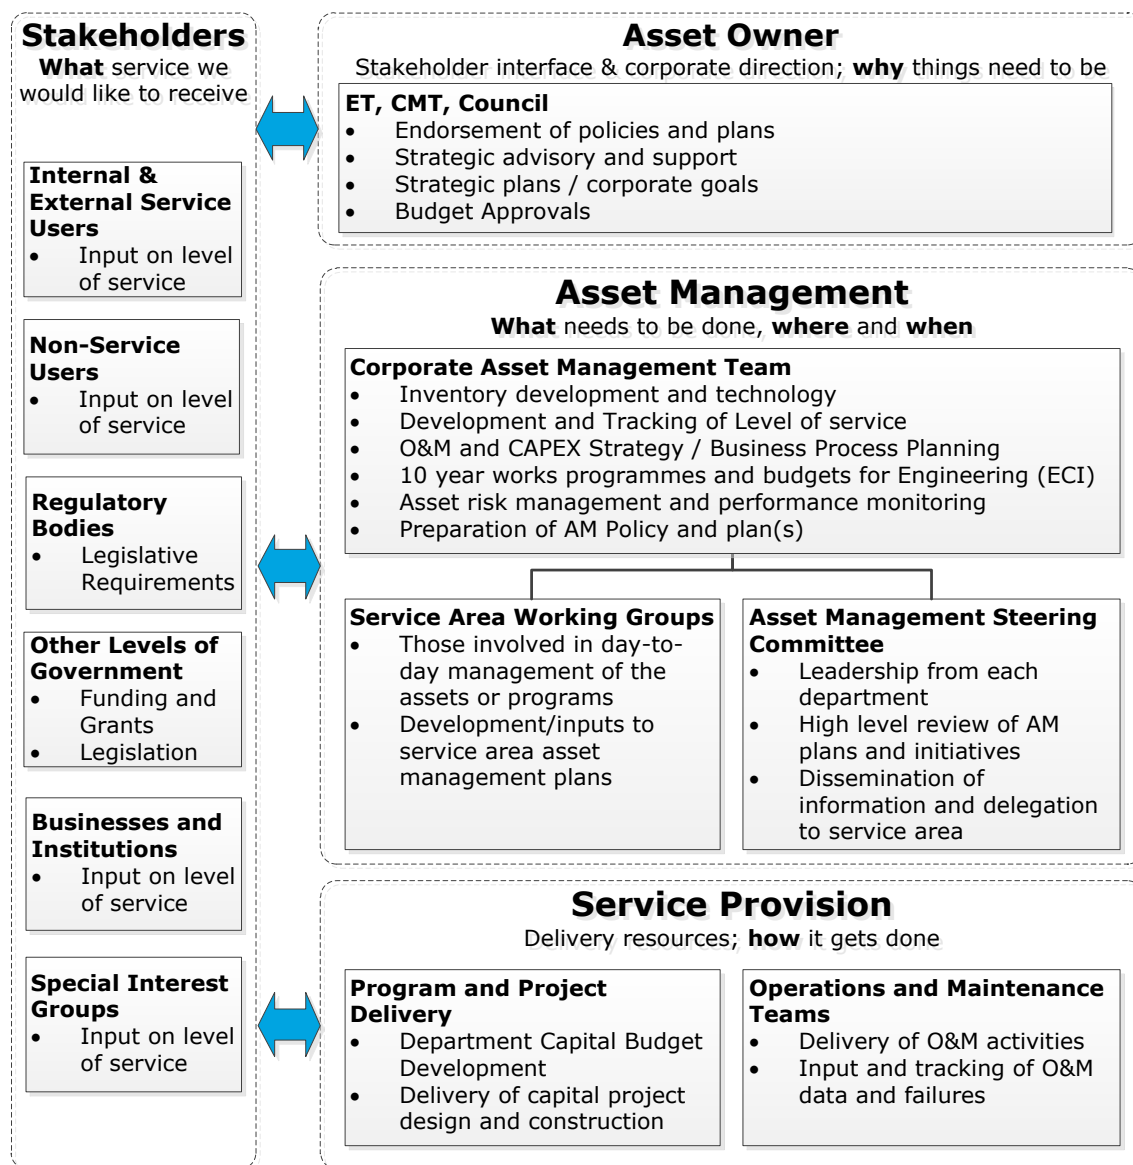 Stakeholders
What service we
would like to receive
Internal &
External Service
Users
• Input on level
of service
Non-Service
Users
• Input on level
of service
Regulatory
Bodies
• Legislative
Requirements
Other Levels of
Government
• Funding and
Grants
• Legislation
Businesses and
Institutions
• Input on level
of service
Special Interest
Groups
• Input on level
of service
Asset Owner
Stakeholder interface & corporate direction; why things need to be
ET, CMT, Council
• Endorsement of policies and plans
• Strategic advisory and support
• Strategic plans / corporate goals
• Budget Approvals
Asset Management
What needs to be done, where and when
Corporate Asset Management Team
• Inventory development and technology
• Development and Tracking of Level of service
• O&M and CAPEX Strategy / Business Process Planning
• 10 year works programmes and budgets for Engineering (ECI)
• Asset risk management and performance monitoring
• Preparation of AM Policy and plan(s)
Service Area Working Groups
• Those involved in day-to-
day management of the
assets or programs
• Development/inputs to
service area asset
management plans
Asset Management Steering
Committee
• Leadership from each
department
• High level review of AM
plans and initiatives
• Dissemination of
information and delegation
to service area
Service Provision
Delivery resources; how it gets done
Program and Project
Delivery
• Department Capital Budget
Development
• Delivery of capital project
design and construction
Operations and Maintenance
Teams
• Delivery of O&M activities
• Input and tracking of O&M
data and failures